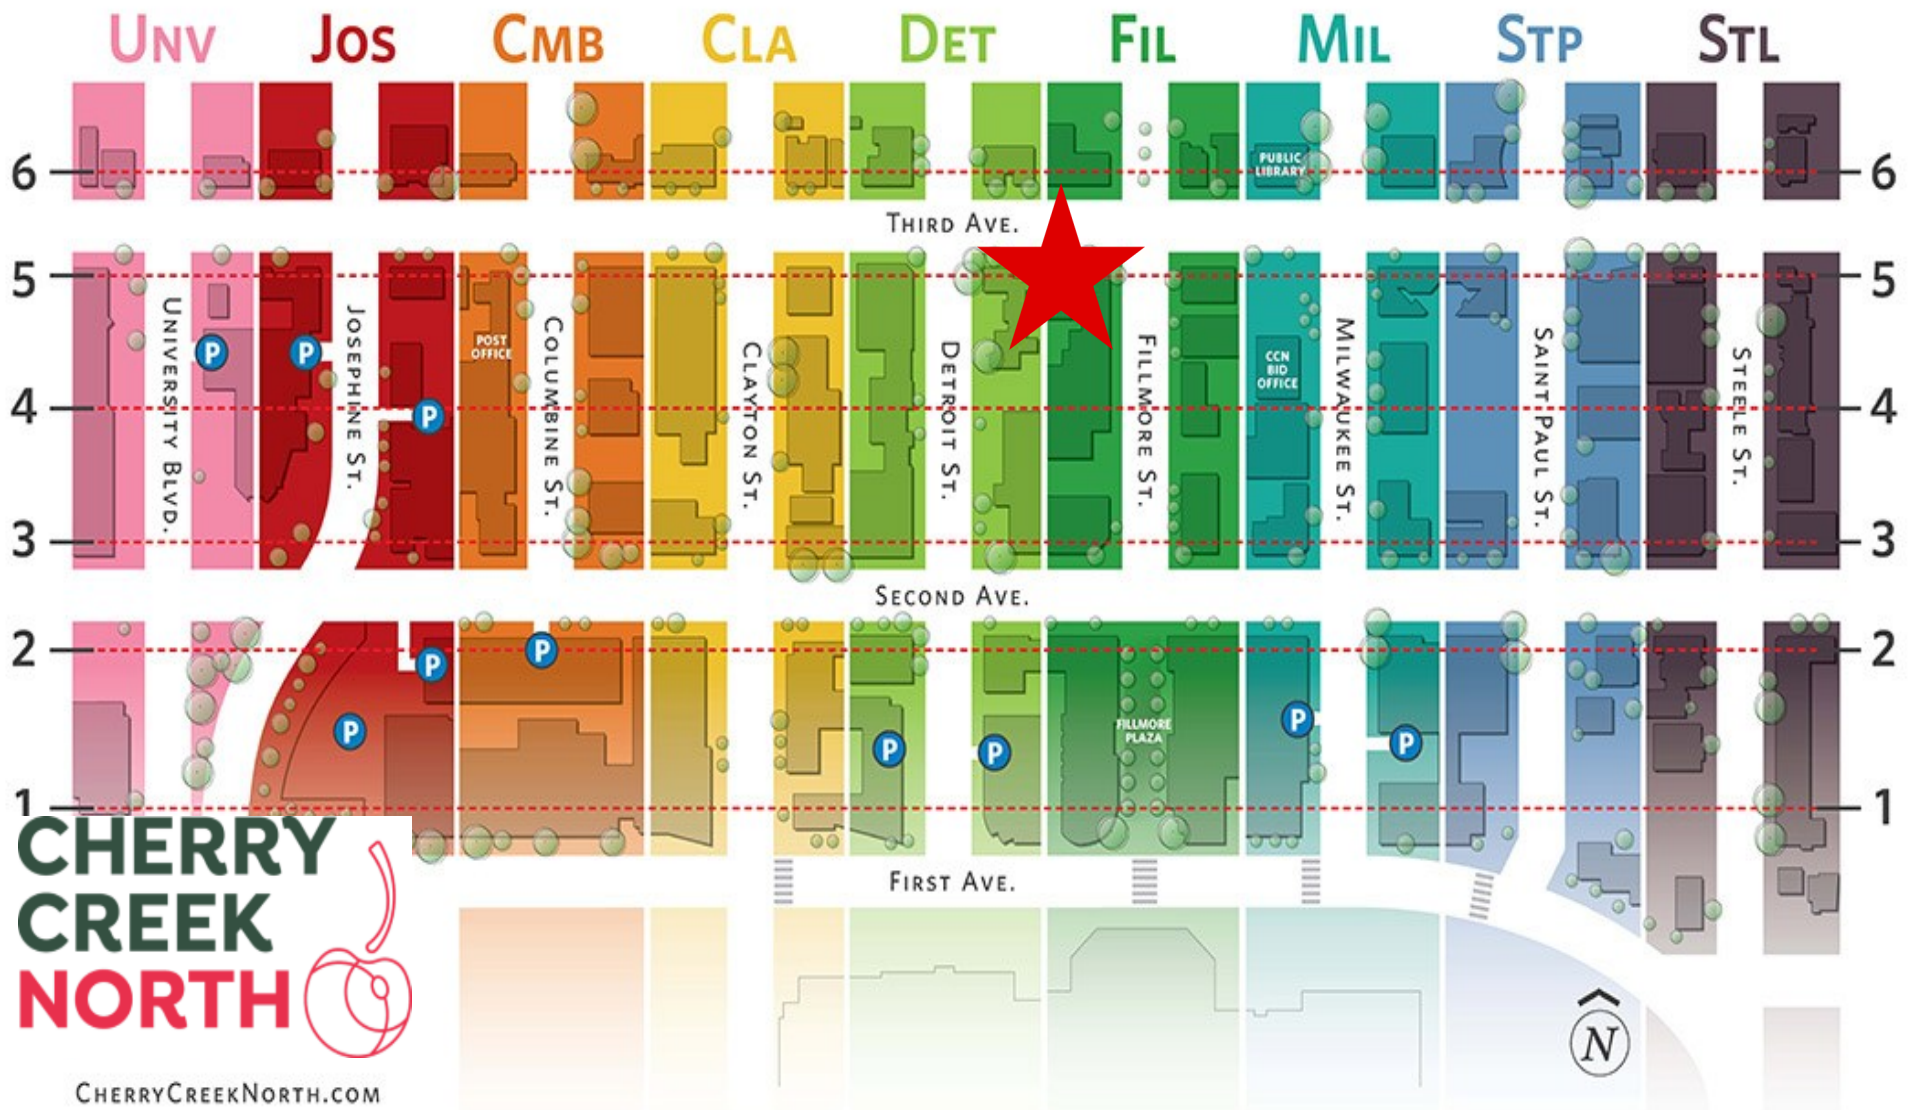 UNV JOS CMB CLA DET FIL MIL STP STL
PUBLIC
LIBRARY
6 6
THIRD AVE.
5 5
UNIVERSITY BLVD.
P
P
JOSEPHINE ST.
P
POST
OFFICE
COLUMBINE ST.
CLAYTON ST.
DETROIT ST.
FILLMORE ST.
CCN
BID
OFFICE
MILWAUKEE ST.
SAINT PAUL ST.
STEELE ST.
4 4
3 3
SECOND AVE.
2 2
P
P
P
P
P
FILLMORE
PLAZA
P
P
1 1
FIRST AVE.
CHERRY
CREEK
NORTH
N
CHERRYCREEKNORTH.COM